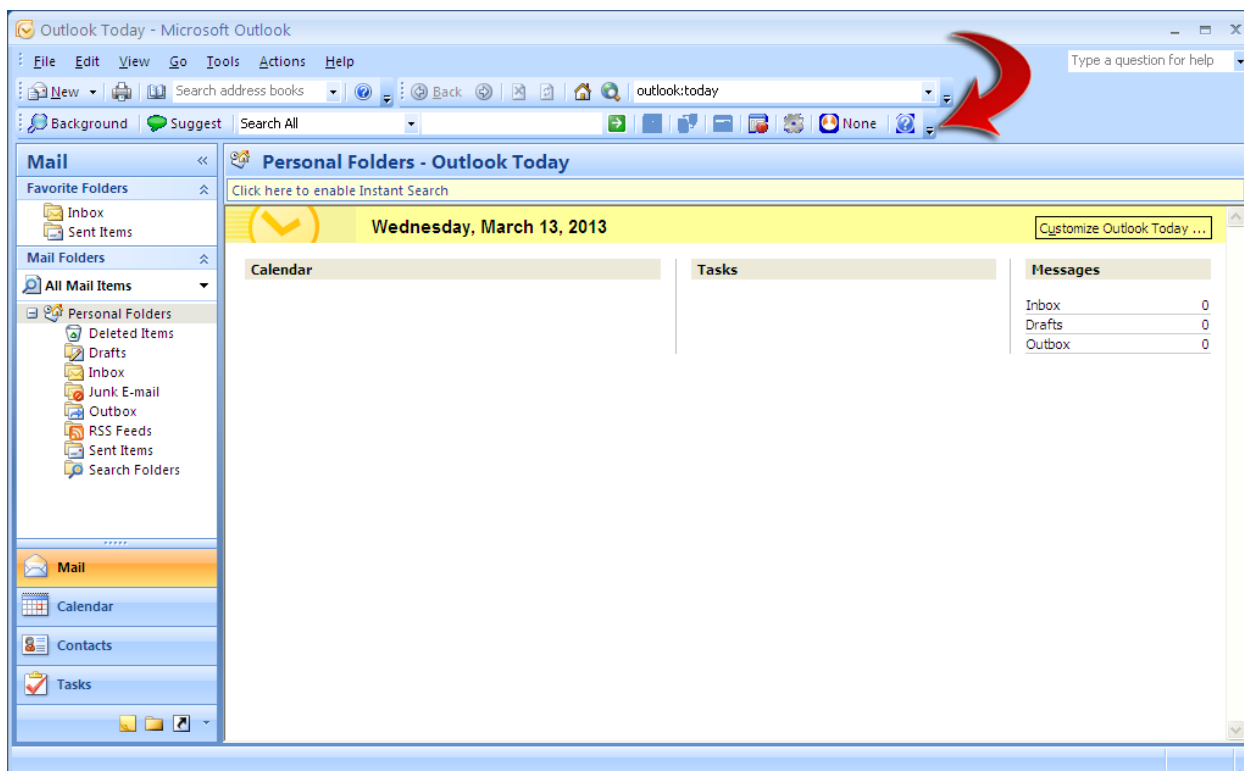 Outlook Today - Microsoft Outlook
File Edit View Go Tools Actions Help Type a question for help
New Search address books Back outlook:today
Background Suggest Search All None
Mail
Favorite Folders
Inbox
Sent Items
Mail Folders
All Mail Items
Personal Folders
Deleted Items
Drafts
Inbox
Junk E-mail
Outbox
RSS Feeds
Sent Items
Search Folders
Mail
Calendar
Contacts
Tasks
Personal Folders - Outlook Today
Click here to enable Instant Search
Wednesday, March 13, 2013 Customize Outlook Today ...
Calendar Tasks Messages
Inbox 0
Drafts 0
Outbox 0